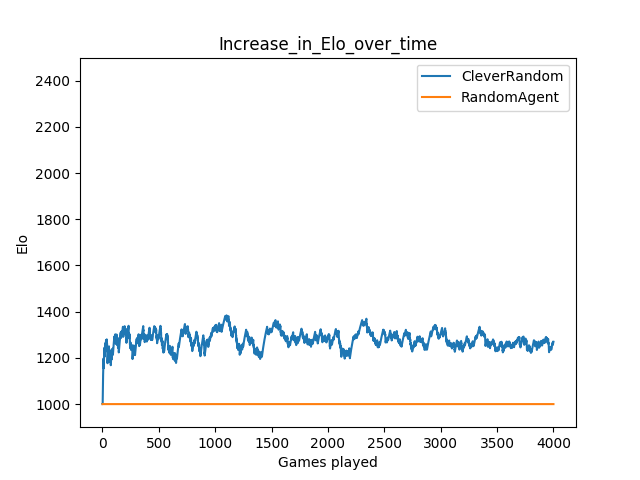 Increase_in_Elo_over_time
CleverRandom
RandomAgent
2400
2200
2000
1800
1600
1400
1200
1000
Elo
0 500 1000 1500 2000 2500 3000 3500 4000
Games played